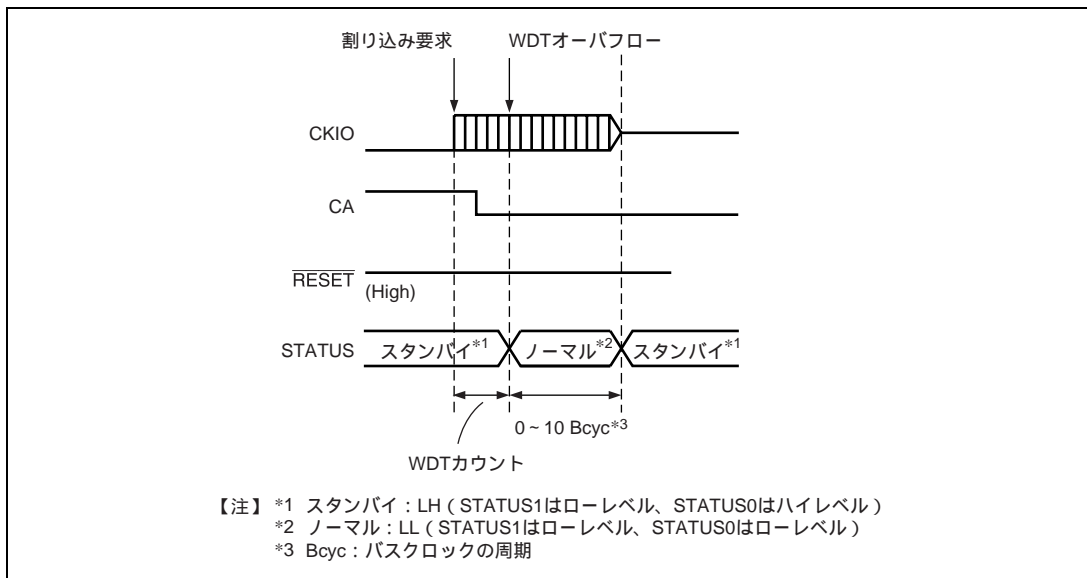 割り込み要求 WDTオーバフロー
CKIO
CA
RESET
(High)
STATUS スタンバイ*1 ノーマル*2 スタンバイ*1
0~10 Bcyc*3
WDTカウント
【注】 *1 スタンバイ:LH(STATUS1はローレベル、STATUS0はハイレベル)
*2 ノーマル:LL(STATUS1はローレベル、STATUS0はローレベル)
*3 Bcyc:バスクロックの周期